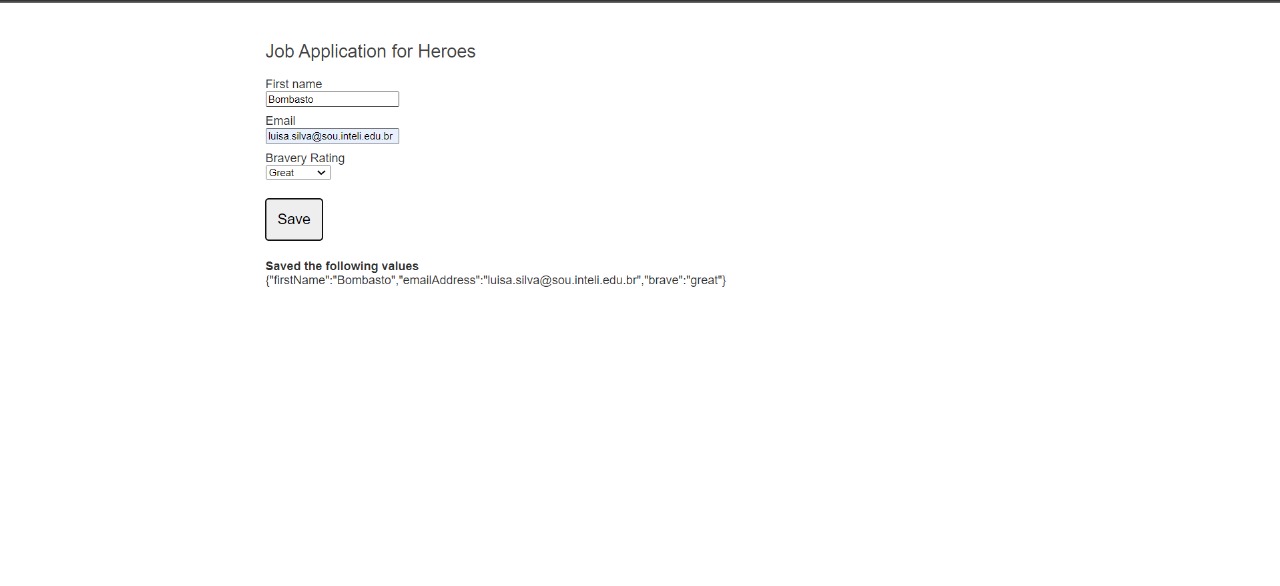 Job Application for Heroes
First name
Bombasto
Email
luisa.silva@sou.inteli.edu.br
Bravery Rating
Great
Save
Saved the following values
{"firstName":"Bombasto","emailAddress":"luisa.silva@sou.inteli.edu.br","brave":"great"}